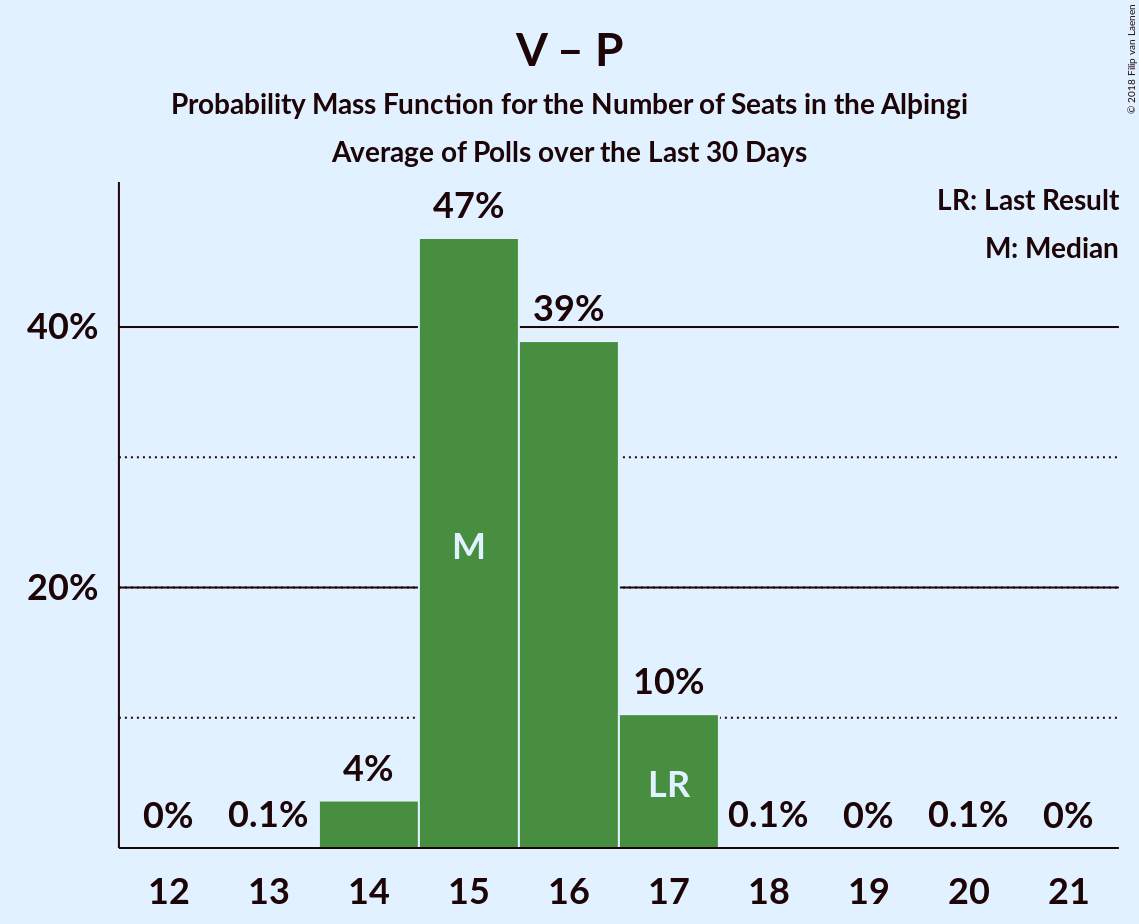 V – P
Probability Mass Function for the Number of Seats in the Alþingi
Average of Polls over the Last 30 Days
© 2018 Filip van Laenen
LR: Last Result
M: Median
47%
39%
40%
M
20%
10%
4%
LR
0%
0.1%
0.1%
0%
0.1%
0%
12 13 14 15 16 17 18 19 20 21